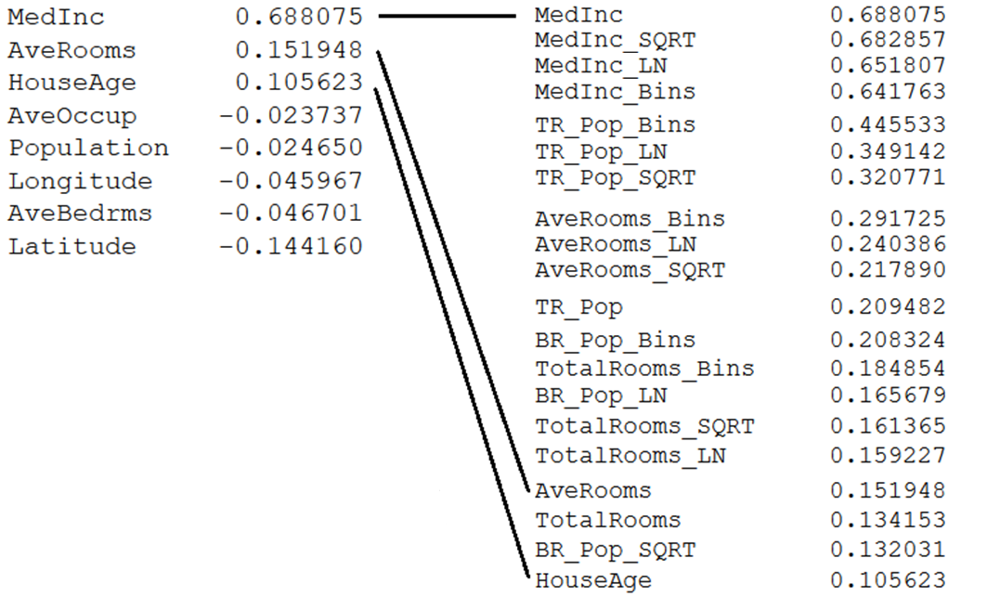 MedInc 0.688075
AveRooms 0.151948
HouseAge 0.105623
AveOccup -0.023737
Population -0.024650
Longitude -0.045967
AveBedrms -0.046701
Latitude -0.144160
MedInc 0.688075
MedInc_SQRT 0.682857
MedInc_LN 0.651807
MedInc_Bins 0.641763
TR_Pop_Bins 0.445533
TR_Pop_LN 0.349142
TR_Pop_SQRT 0.320771
AveRooms_Bins 0.291725
AveRooms_LN 0.240386
AveRooms_SQRT 0.217890
TR_Pop 0.209482
BR_Pop_Bins 0.208324
TotalRooms_Bins 0.184854
BR_Pop_LN 0.165679
TotalRooms_SQRT 0.161365
TotalRooms_LN 0.159227
AveRooms 0.151948
TotalRooms 0.134153
BR_Pop_SQRT 0.132031
HouseAge 0.105623